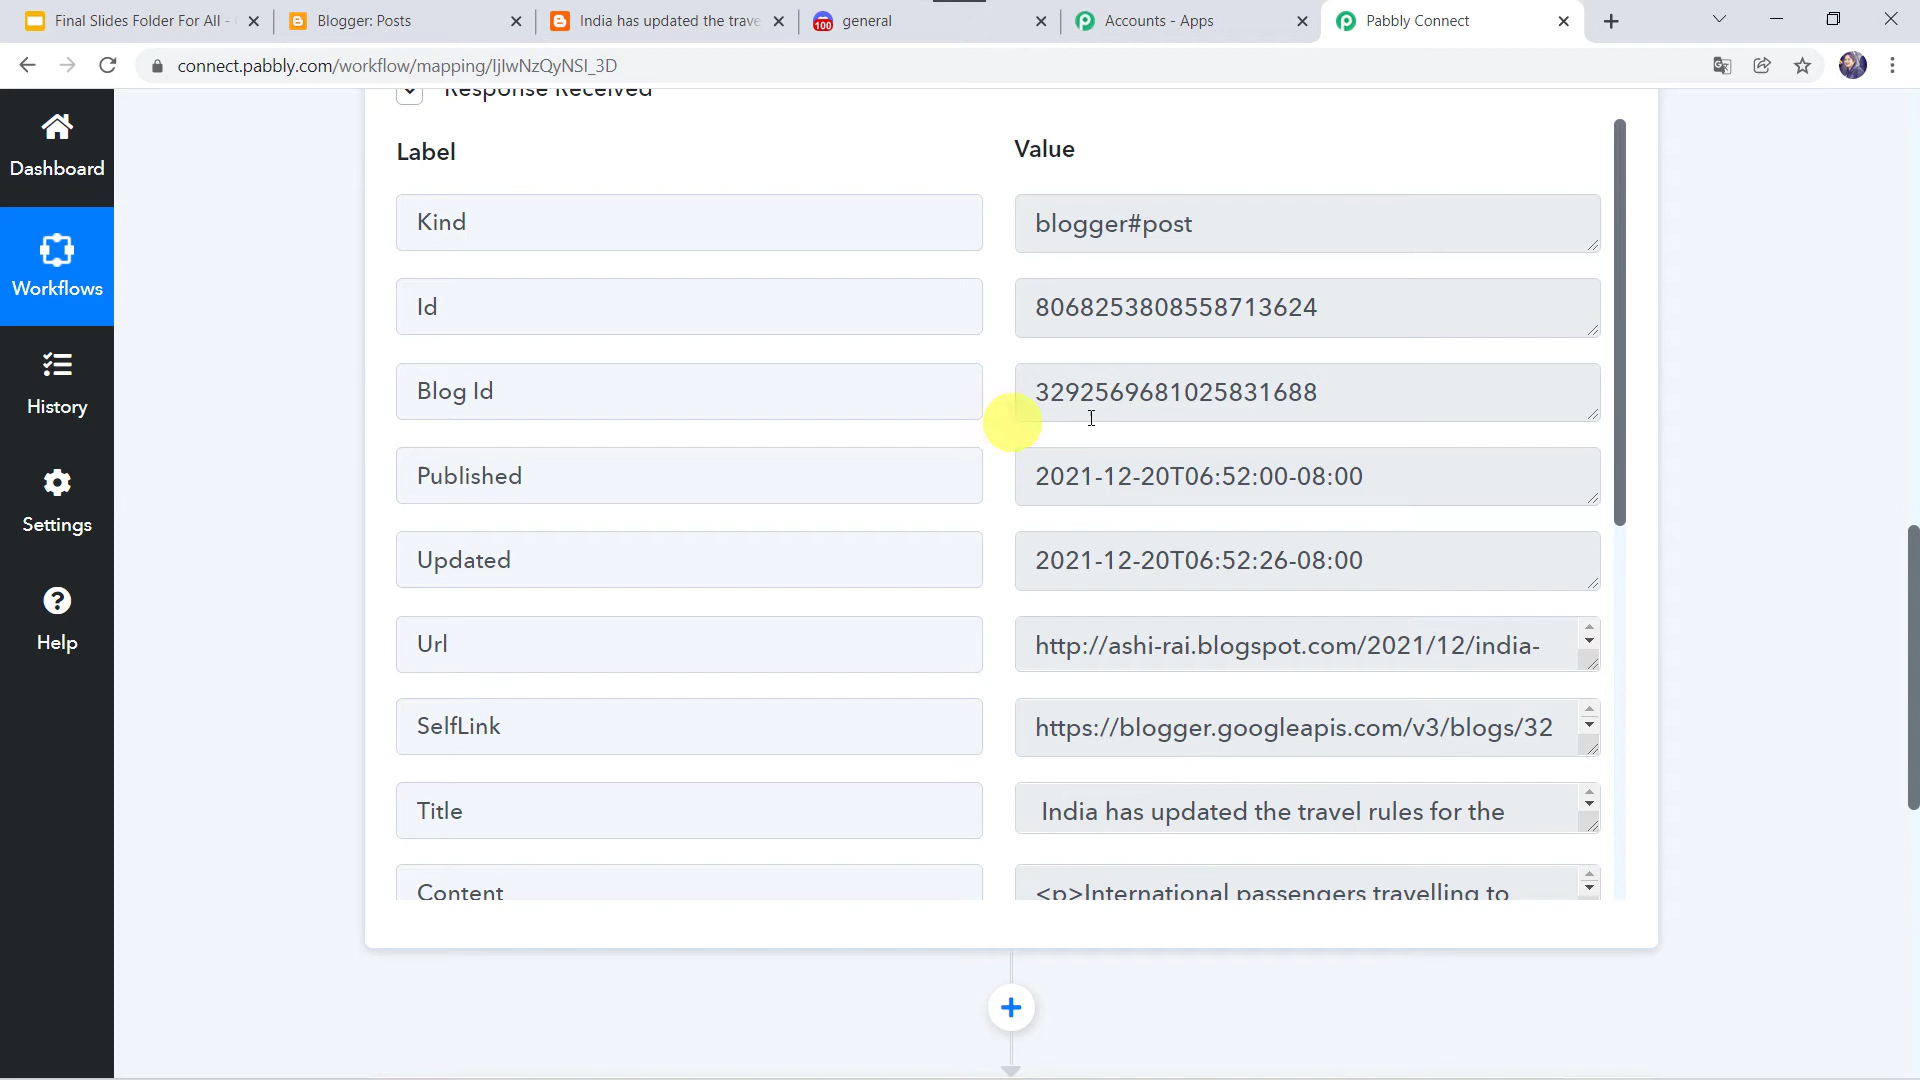 Final Slides Folder For All -
Blogger: Posts
India has updated the trave
100
general
Accounts - Apps
Pabbly Connect
connect.pabbly.com/workflow/mapping/IjIwNzQyNSI_3D
Dashboard
Workflows
History
Settings
Help
Response Received
Label
Value
Kind
blogger#post
Id
8068253808558713624
Blog Id
3292569681025831688
Published
2021-12-20T06:52:00-08:00
Updated
2021-12-20T06:52:26-08:00
Url
http://ashi-rai.blogspot.com/2021/12/india-
SelfLink
https://blogger.googleapis.com/v3/blogs/32
Title
India has updated the travel rules for the
Content
<p>International passengers travelling to